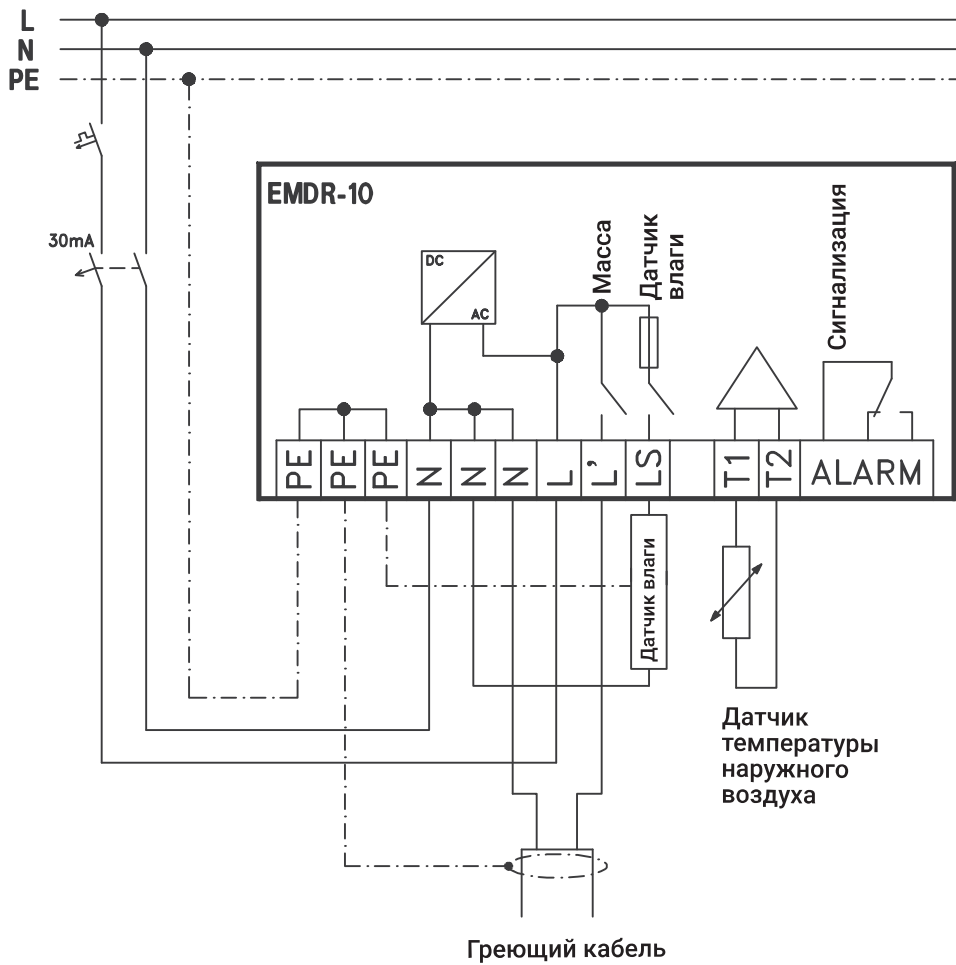 L
N
PE
EMDR-10
30mA
DC
AC
Масса
Датчик
влаги
Сигнализация
PE
PE
PE
N
N
N
L
L'
LS
T1
T2
ALARM
Датчик влаги
Датчик
температуры
наружного
воздуха
Греющий кабель